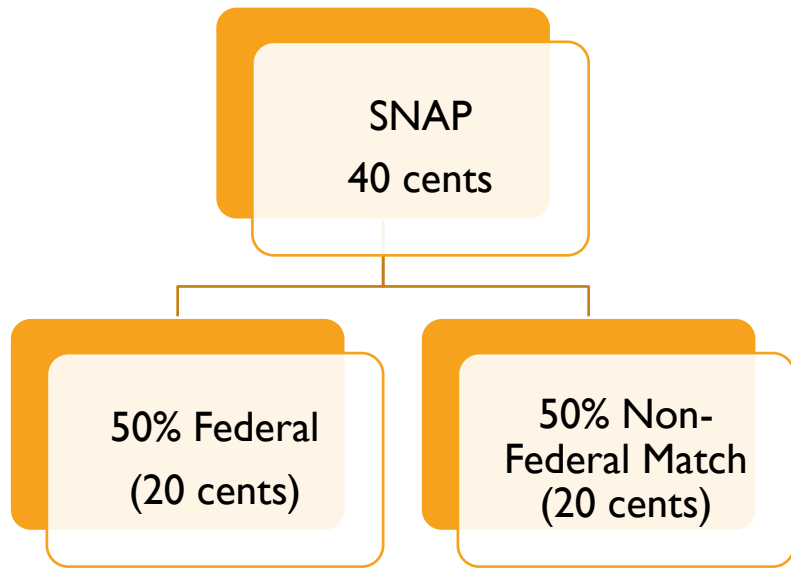 SNAP
40 cents
50% Federal
(20 cents)
50% Non-
Federal Match
(20 cents)